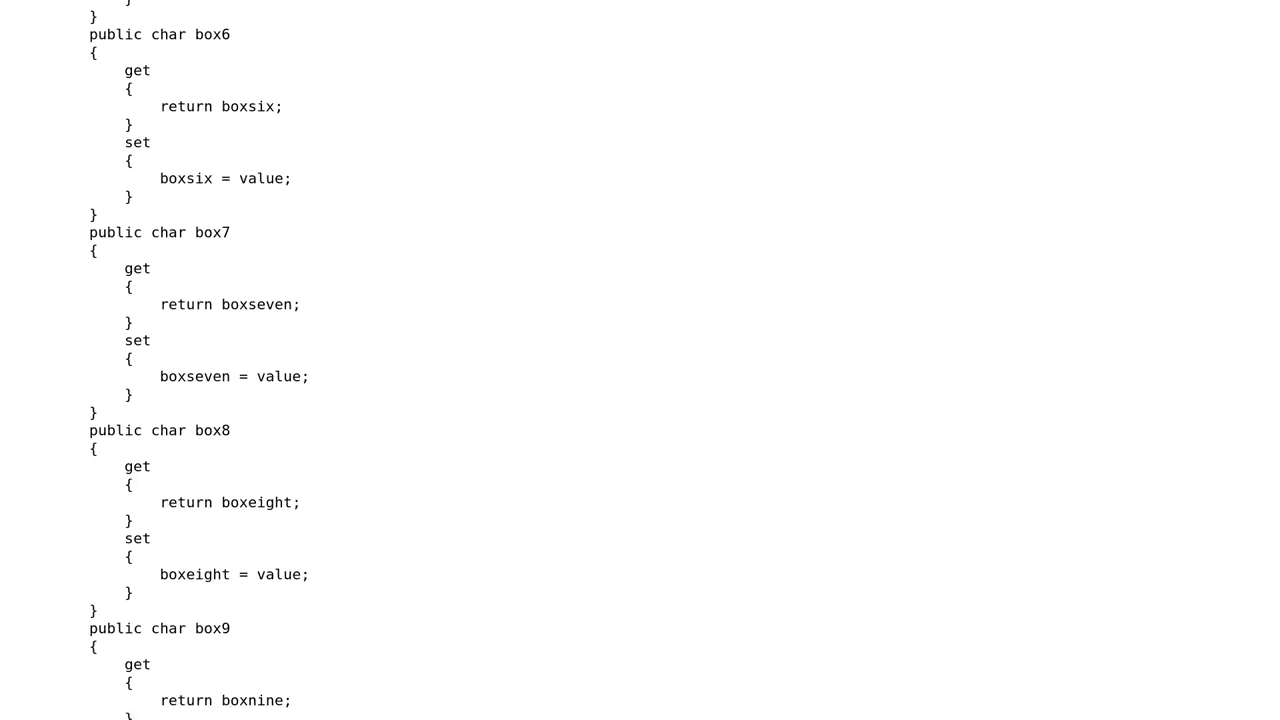 }
}
public char box6
{
    get
    {
        return boxsix;
    }
    set
    {
        boxsix = value;
    }
}
public char box7
{
    get
    {
        return boxseven;
    }
    set
    {
        boxseven = value;
    }
}
public char box8
{
    get
    {
        return boxeight;
    }
    set
    {
        boxeight = value;
    }
}
public char box9
{
    get
    {
        return boxnine;
    }